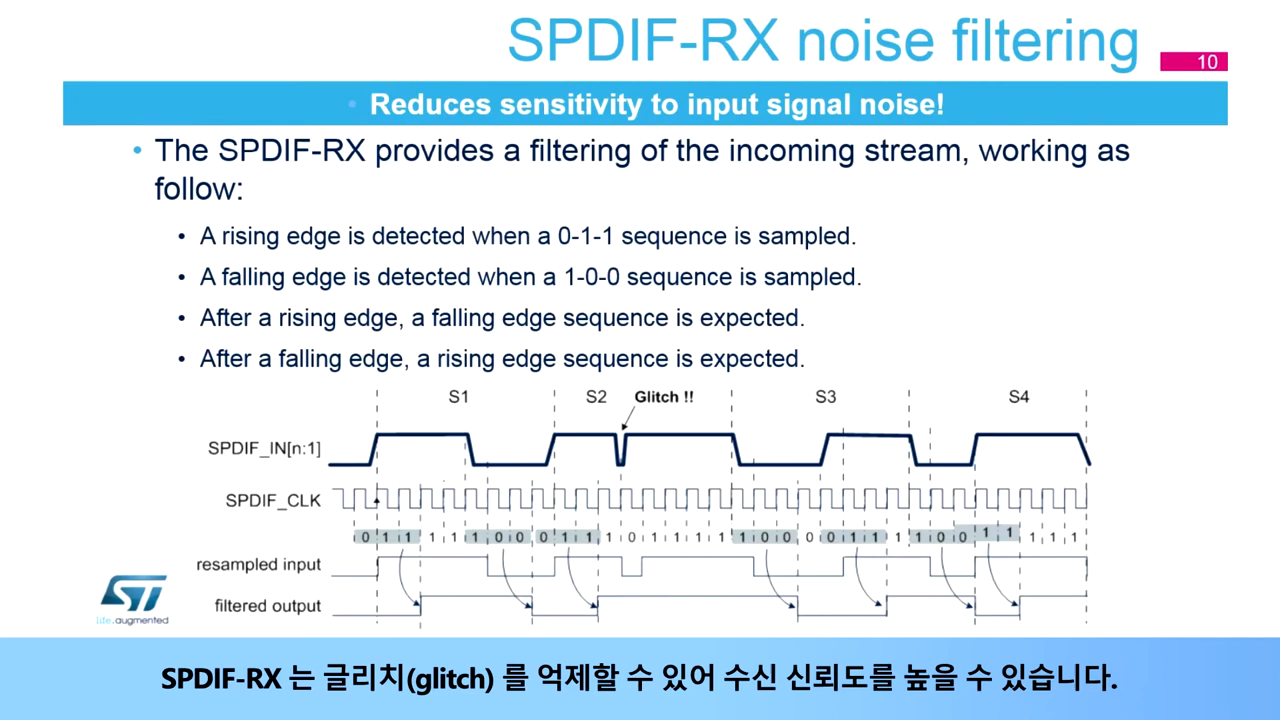 SPDIF-RX noise filtering
10
• Reduces sensitivity to input signal noise!
• The SPDIF-RX provides a filtering of the incoming stream, working as
follow:
• A rising edge is detected when a 0-1-1 sequence is sampled.
• A falling edge is detected when a 1-0-0 sequence is sampled.
• After a rising edge, a falling edge sequence is expected.
• After a falling edge, a rising edge sequence is expected.
S1 S2 Glitch !! S3 S4
SPDIF_IN[n:1]
SPDIF_CLK
0 1 1 1 1 1 0 0 0 1 1 1 0 1 1 1 1 1 0 0 0 0 1 1 1 1 0 0 1 1 1 1 1
resampled input
filtered output
ST
life.augmented
SPDIF-RX 는 글리치(glitch) 를 억제할 수 있어 수신 신뢰도를 높을 수 있습니다.